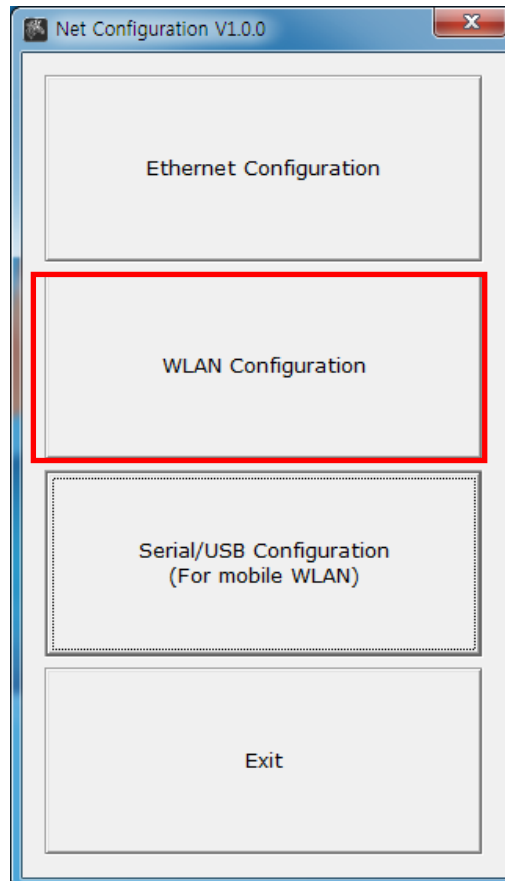 Net Configuration V1.0.0
Ethernet Configuration
WLAN Configuration
Serial/USB Configuration
(For mobile WLAN)
Exit